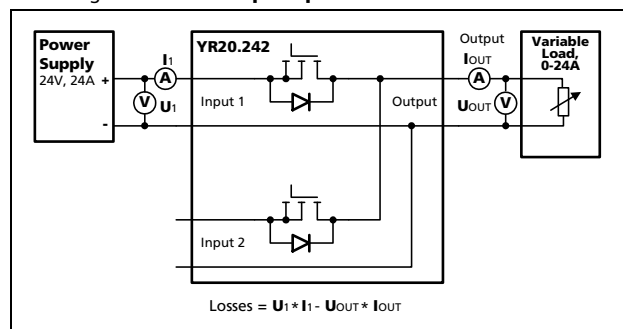 Power
Supply
24V, 24A
+
-
I1
A
V
U1
YR20.242
Input 1
Output
Input 2
Output
IOUT
A
UOUT
V
Variable
Load,
0-24A
Losses = U1* I1- UOUT* IOUT